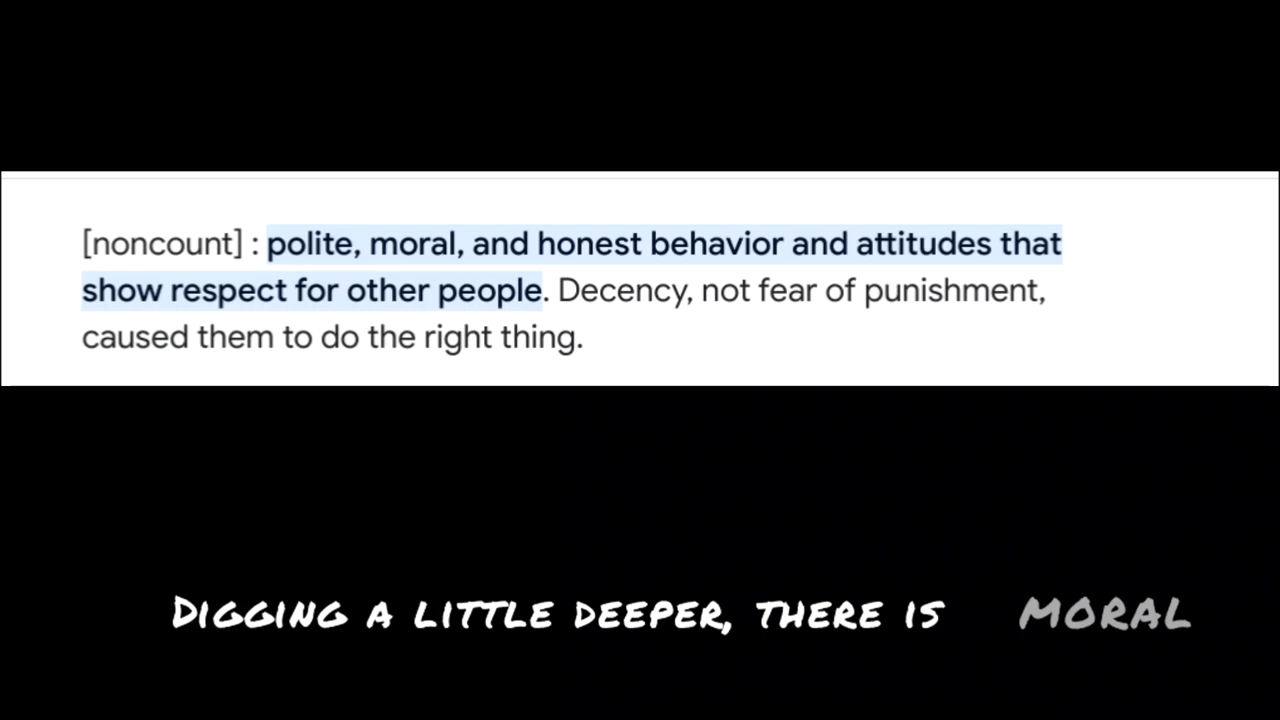 [noncount] : polite, moral, and honest behavior and attitudes that
show respect for other people. Decency, not fear of punishment,
caused them to do the right thing.
DIGGING A LITTLE DEEPER, THERE IS MORAL